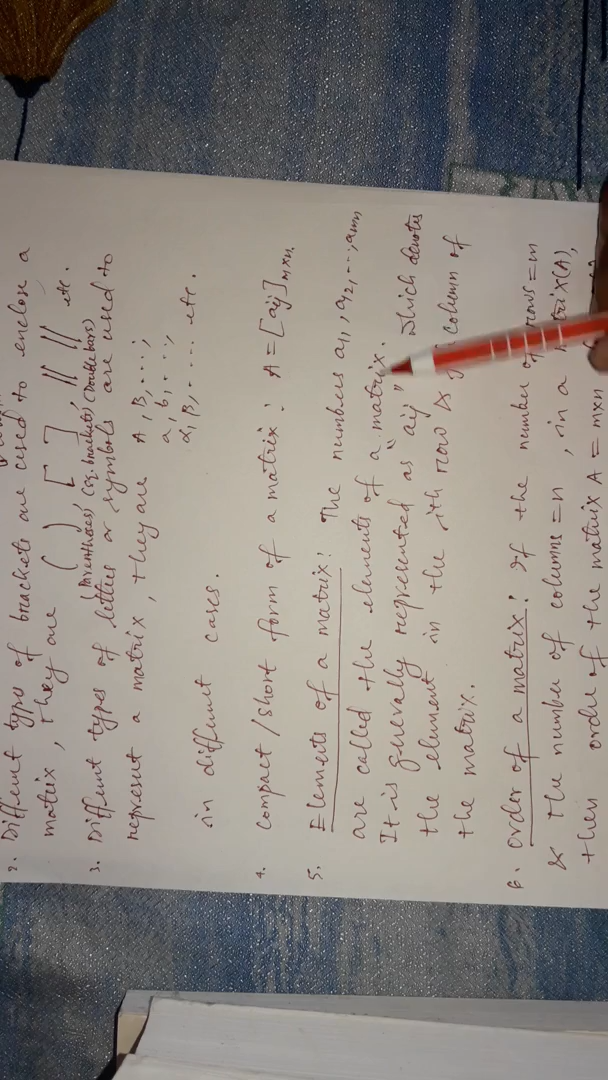 2. Different types of brackets are used to enclose a
matrix, they are ( ) [ ] || || etc.
(Parentheses) (sq. brackets) (Double bars)
3. Different types of letters or symbols are used to
represent a matrix, they are A, B, ...,
a, b, ...,
α, β, .... etc.
in different cases.
4. Compact/short form of a matrix: A = [aij]m×n.
5. Elements of a matrix: The numbers a11, a12, ..., amn
are called the elements of a matrix.
It is generally represented as "aij" which denotes
the element in the ith row & column of
the matrix.
6. Order of a matrix: If the number of rows = m
& the number of columns = n, in a matrix(A),
then order of the matrix A = m×n